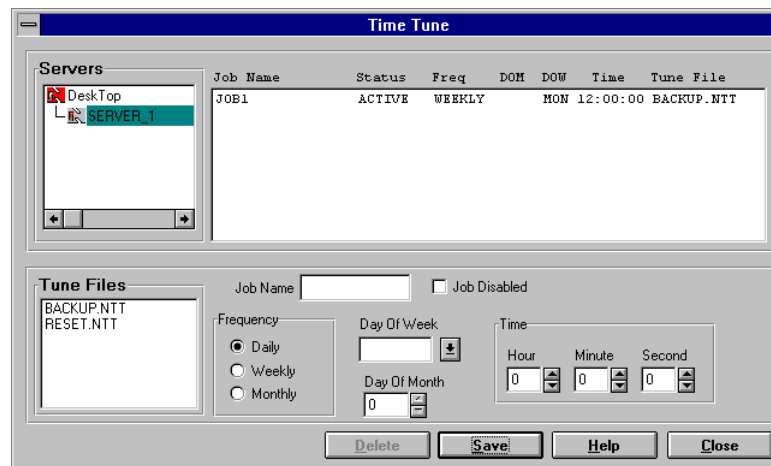 Time Tune
Servers
DeskTop
SERVER_1
Job Name Status Freq DOM DOW Time Tune File
JOB1 ACTIVE WEEKLY MON 12:00:00 BACKUP.NTT
Tune Files
BACKUP.NTT
RESET.NTT
Job Name
Job Disabled
Frequency
Daily
Weekly
Monthly
Day Of Week
Day Of Month
0
Time
Hour Minute Second
0 0 0
Delete Save Help Close